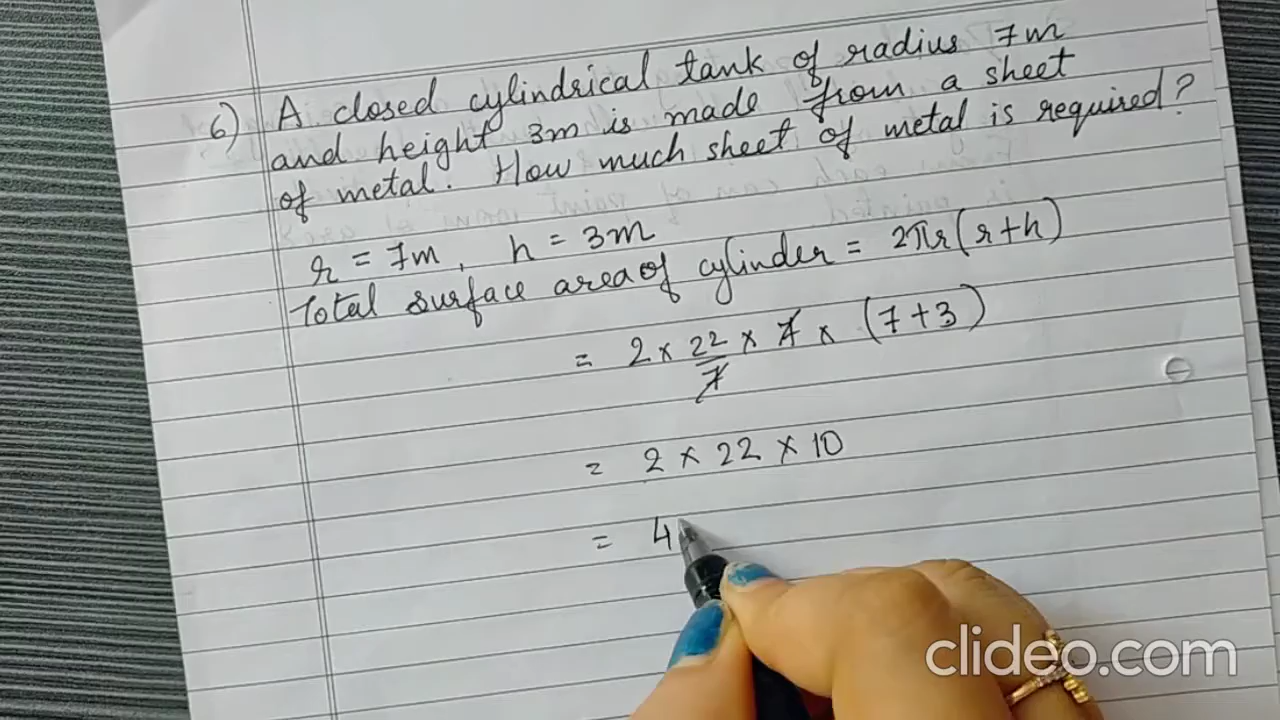 6) A closed cylindrical tank of radius 7m
and height 3m is made from a sheet
of metal. How much sheet of metal is required?
r = 7m, h = 3m
Total surface area of cylinder = 2πr(r+h)
= 2 × 22/7 × 7 × (7+3)
= 2 × 22 × 10
= 4
clideo.com